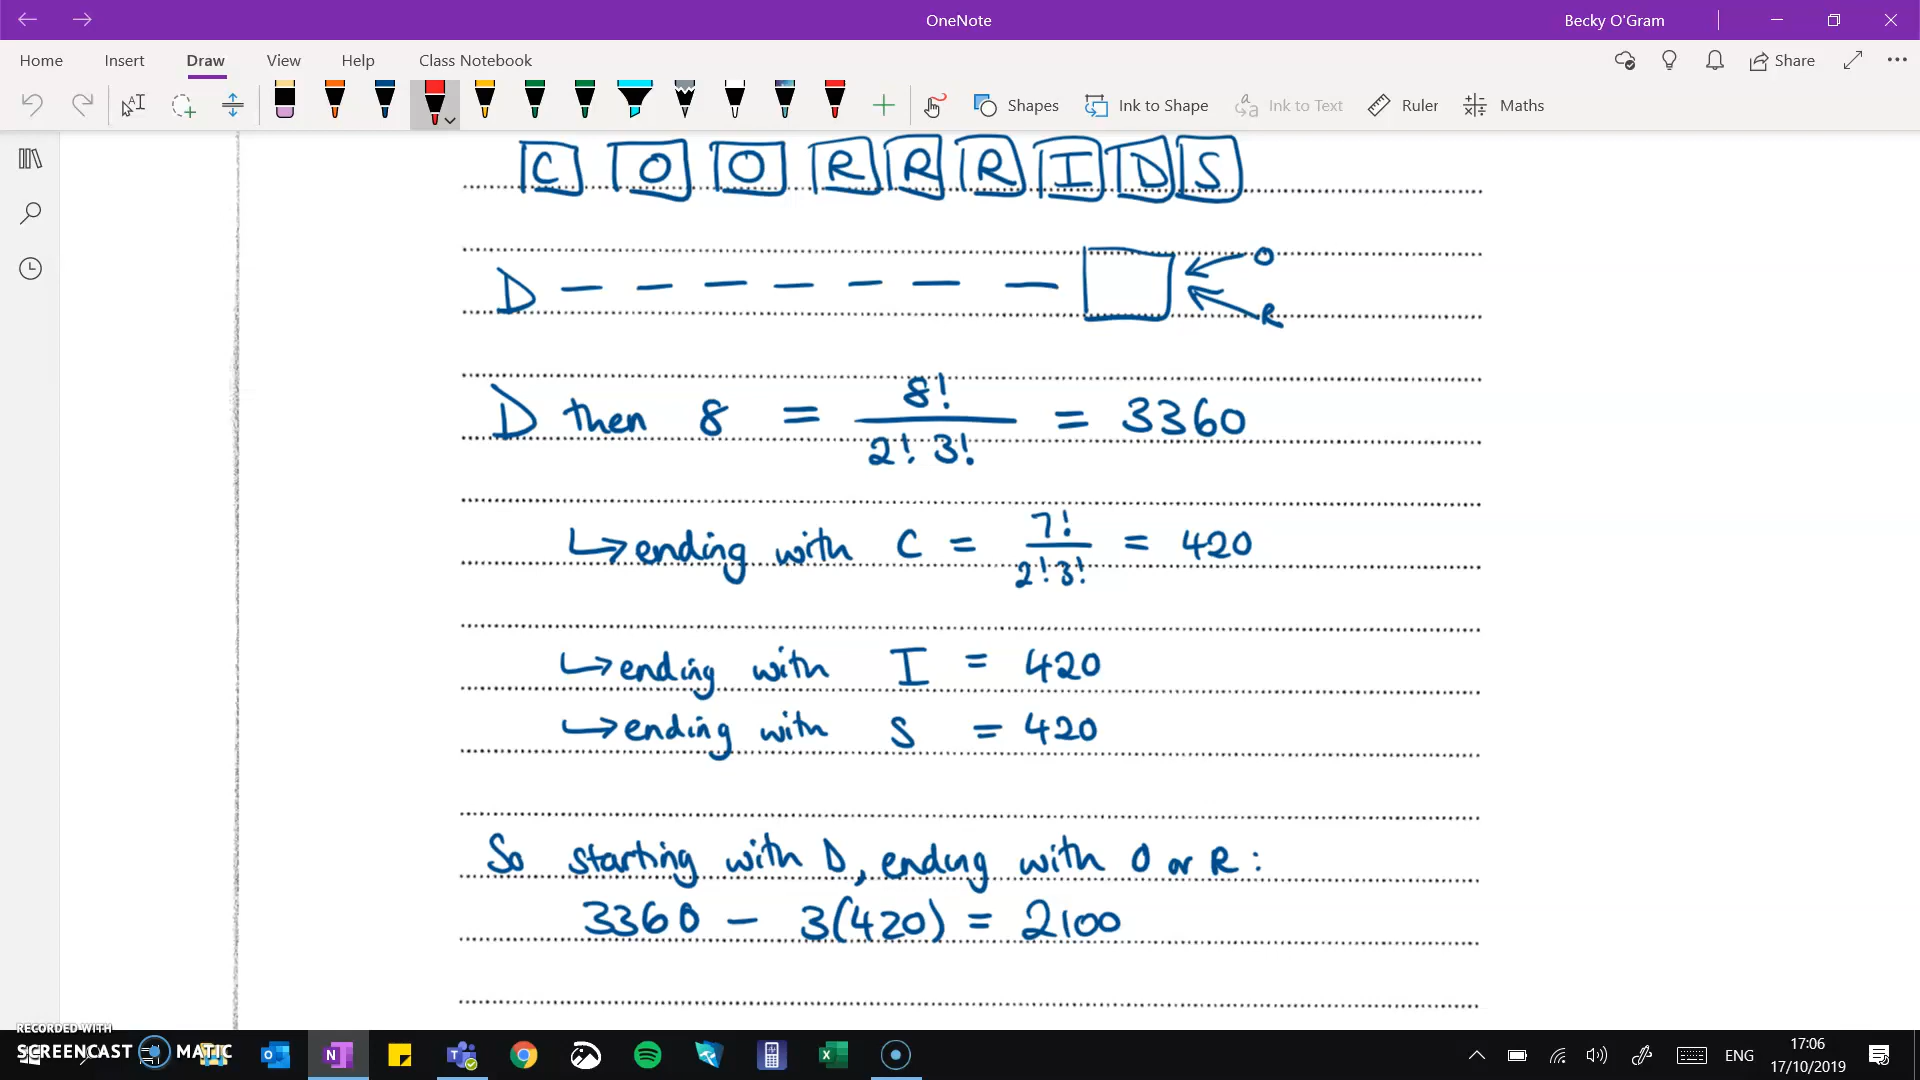 OneNote
Becky O'Gram
Home Insert Draw View Help Class Notebook
Share
Shapes Ink to Shape Ink to Text Ruler Maths
C O O R R R I D S
D – – – – – – – O
R
D then 8 = 8! / 2! 3! = 3360
↳ ending with C = 7! / 2! 3! = 420
↳ ending with I = 420
↳ ending with S = 420
So starting with D, ending with O or R :
3360 – 3(420) = 2100
RECORDED WITH
SCREENCAST MATIC
ENG
17:06
17/10/2019